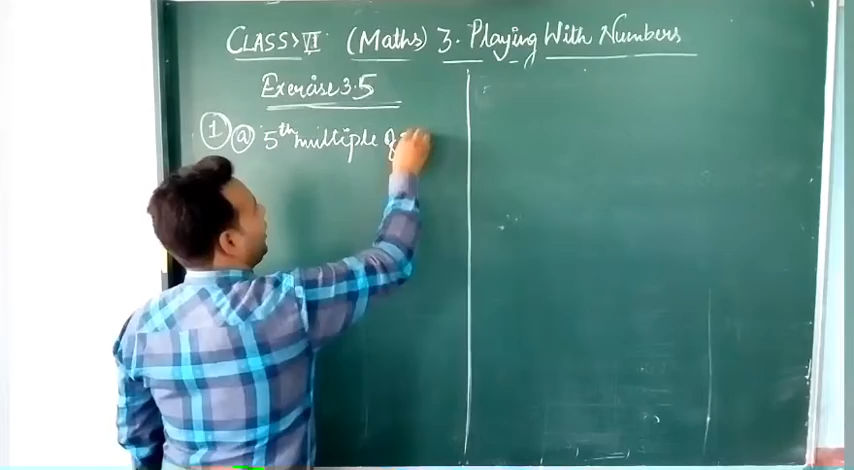 CLASS > VI (Maths) 3. Playing With Numbers
Exercise 3.5
1 a 5th multiple of